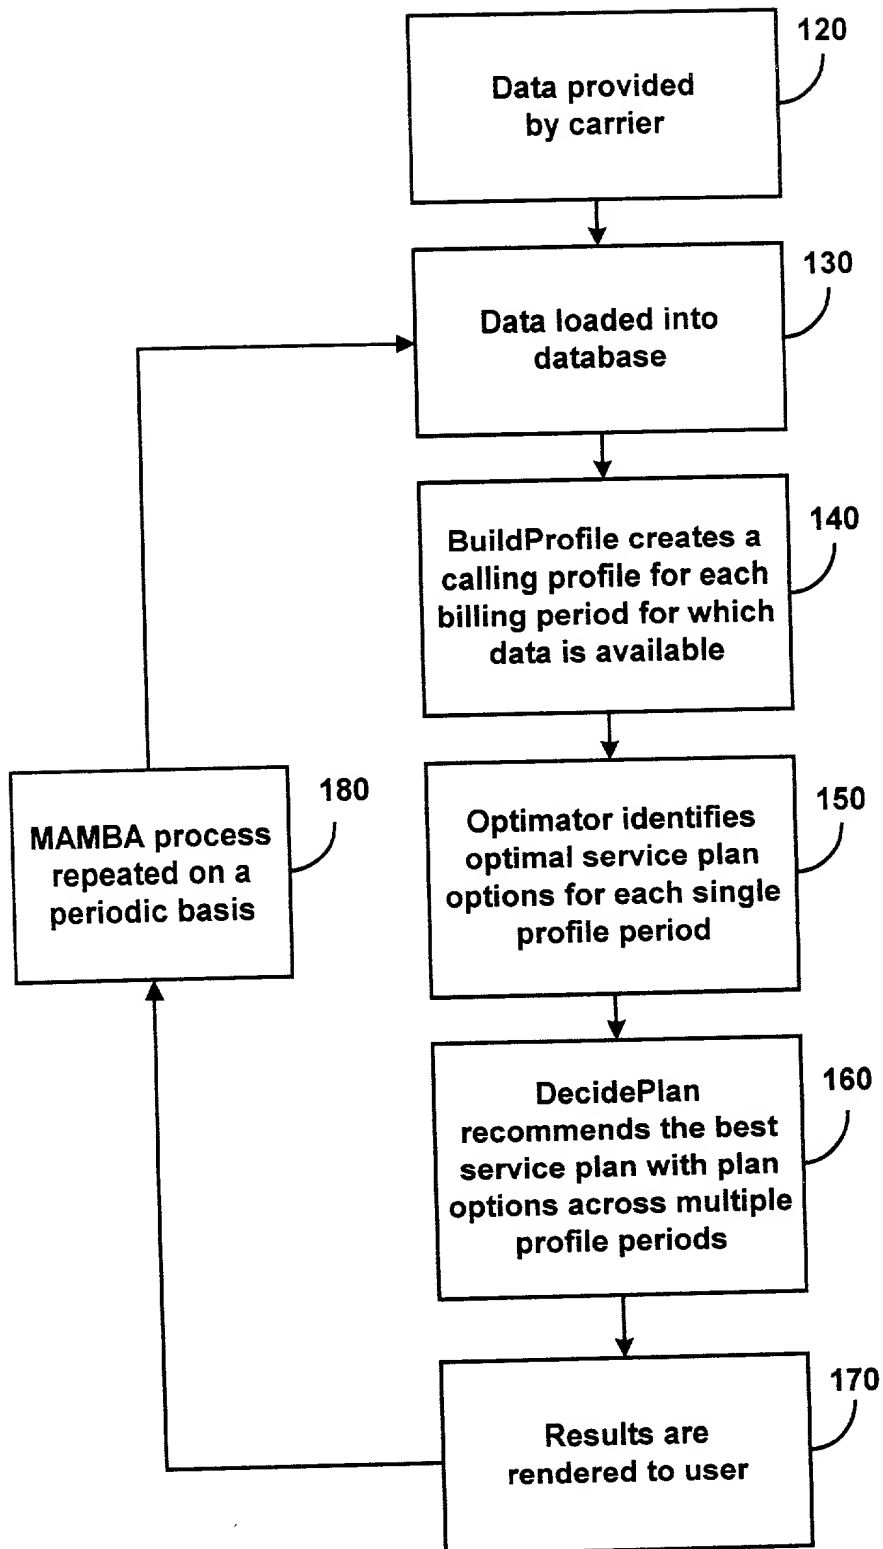 120
Data provided
by carrier
130
Data loaded into
database
140
BuildProfile creates a
calling profile for each
billing period for which
data is available
150
Optimator identifies
optimal service plan
options for each single
profile period
180
MAMBA process
repeated on a
periodic basis
160
DecidePlan
recommends the best
service plan with plan
options across multiple
profile periods
170
Results are
rendered to user